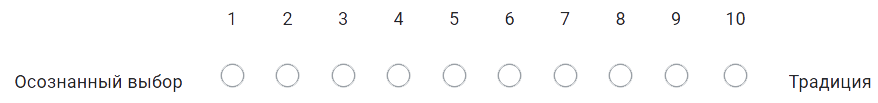 1 2 3 4 5 6 7 8 9 10
Осознанный выбор Традиция